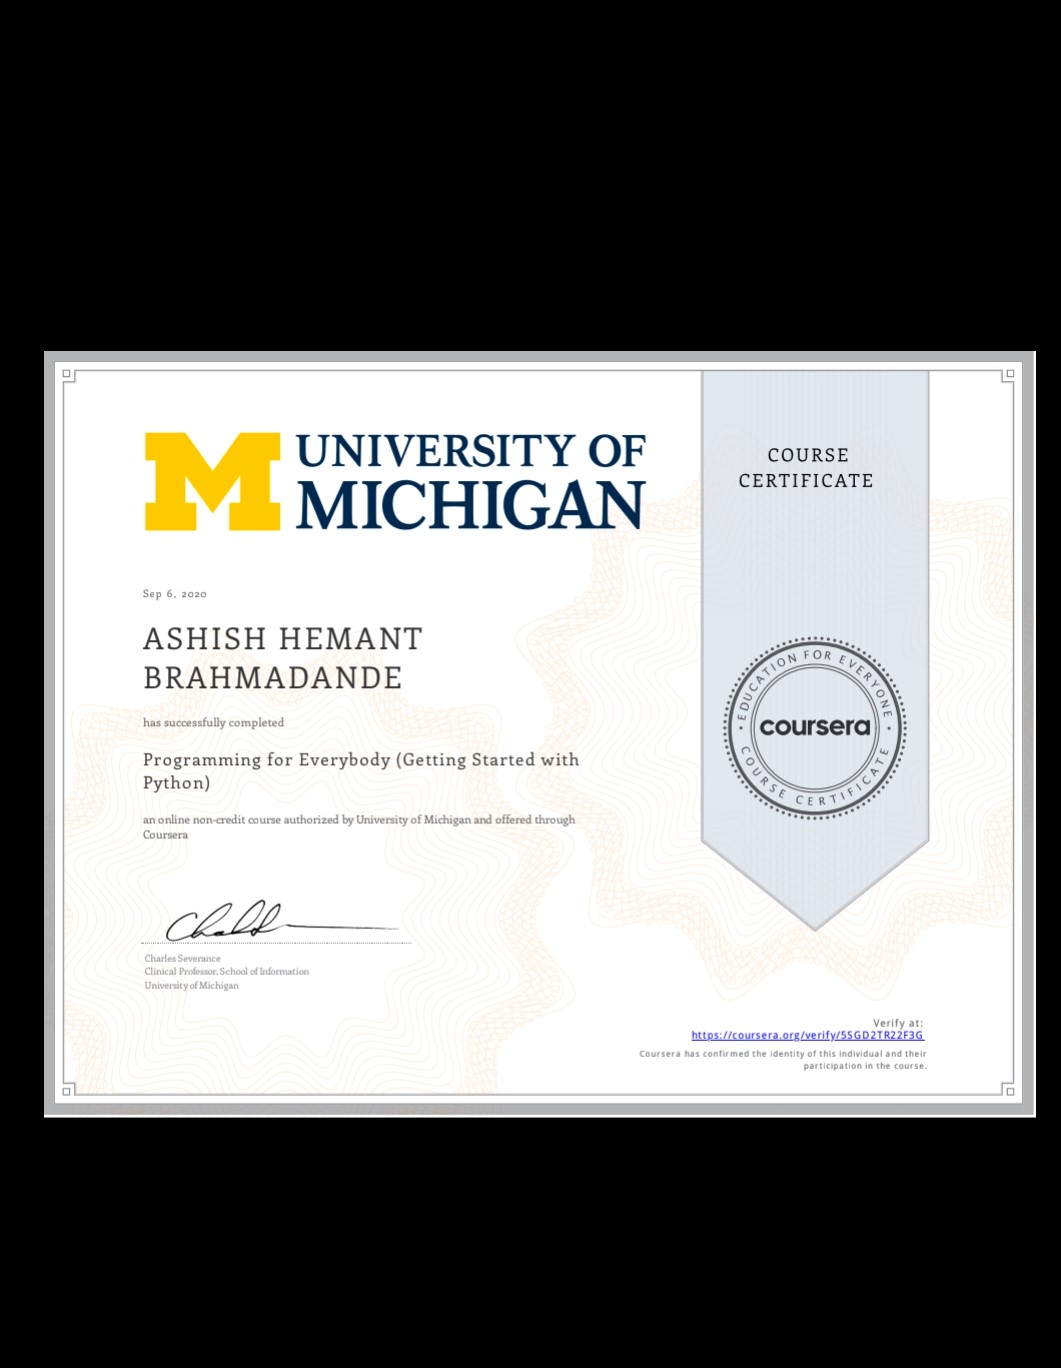 UNIVERSITY OF
MICHIGAN
COURSE
CERTIFICATE
Sep 6, 2020
ASHISH HEMANT
BRAHMADANDE
has successfully completed
Programming for Everybody (Getting Started with
Python)
an online non-credit course authorized by University of Michigan and offered through
Coursera
EDUCATION FOR EVERYONE
coursera
COURSE CERTIFICATE
Charles Severance
Clinical Professor, School of Information
University of Michigan
Verify at:
https://coursera.org/verify/5SGD2TR22F3G
Coursera has confirmed the identity of this individual and their
participation in the course.